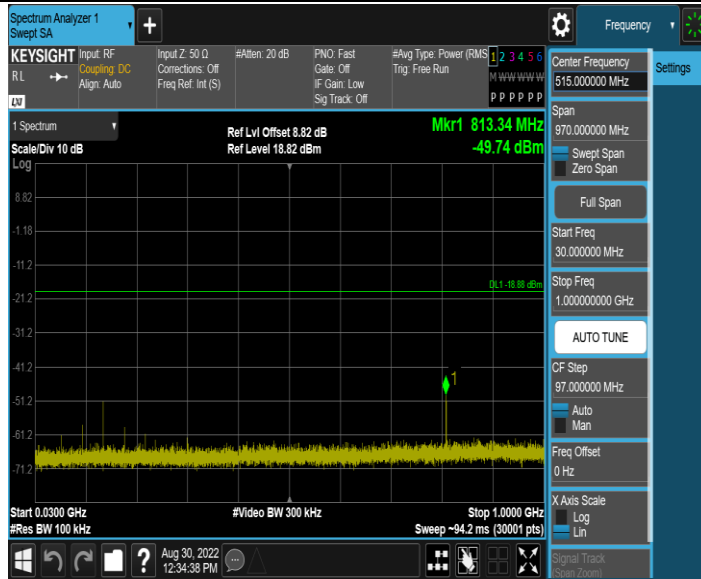 Spectrum Analyzer 1
Swept SA
+
Frequency
KEYSIGHT
RL
LXI
Input: RF
Coupling: DC
Align: Auto
Input Z: 50 Ω
Corrections: Off
Freq Ref: Int (S)
#Atten: 20 dB
PNO: Fast
Gate: Off
IF Gain: Low
Sig Track: Off
#Avg Type: Power (RMS
Trig: Free Run
1 2 3 4 5 6
M W W W W W
P P P P P P
1 Spectrum
Scale/Div 10 dB
Log
Ref Lvl Offset 8.82 dB
Ref Level 18.82 dBm
Mkr1 813.34 MHz
-49.74 dBm
8.82
-1.18
-11.2
DL1 -18.88 dBm
-21.2
-31.2
-41.2
1
-51.2
-61.2
-71.2
Start 0.0300 GHz
#Video BW 300 kHz
Stop 1.0000 GHz
#Res BW 100 kHz
Sweep ~94.2 ms (30001 pts)
?
Aug 30, 2022
12:34:38 PM
Center Frequency
515.000000 MHz
Settings
Span
970.000000 MHz
Swept Span
Zero Span
Full Span
Start Freq
30.000000 MHz
Stop Freq
1.000000000 GHz
AUTO TUNE
CF Step
97.000000 MHz
Auto
Man
Freq Offset
0 Hz
X Axis Scale
Log
Lin
Signal Track
(Span Zoom)